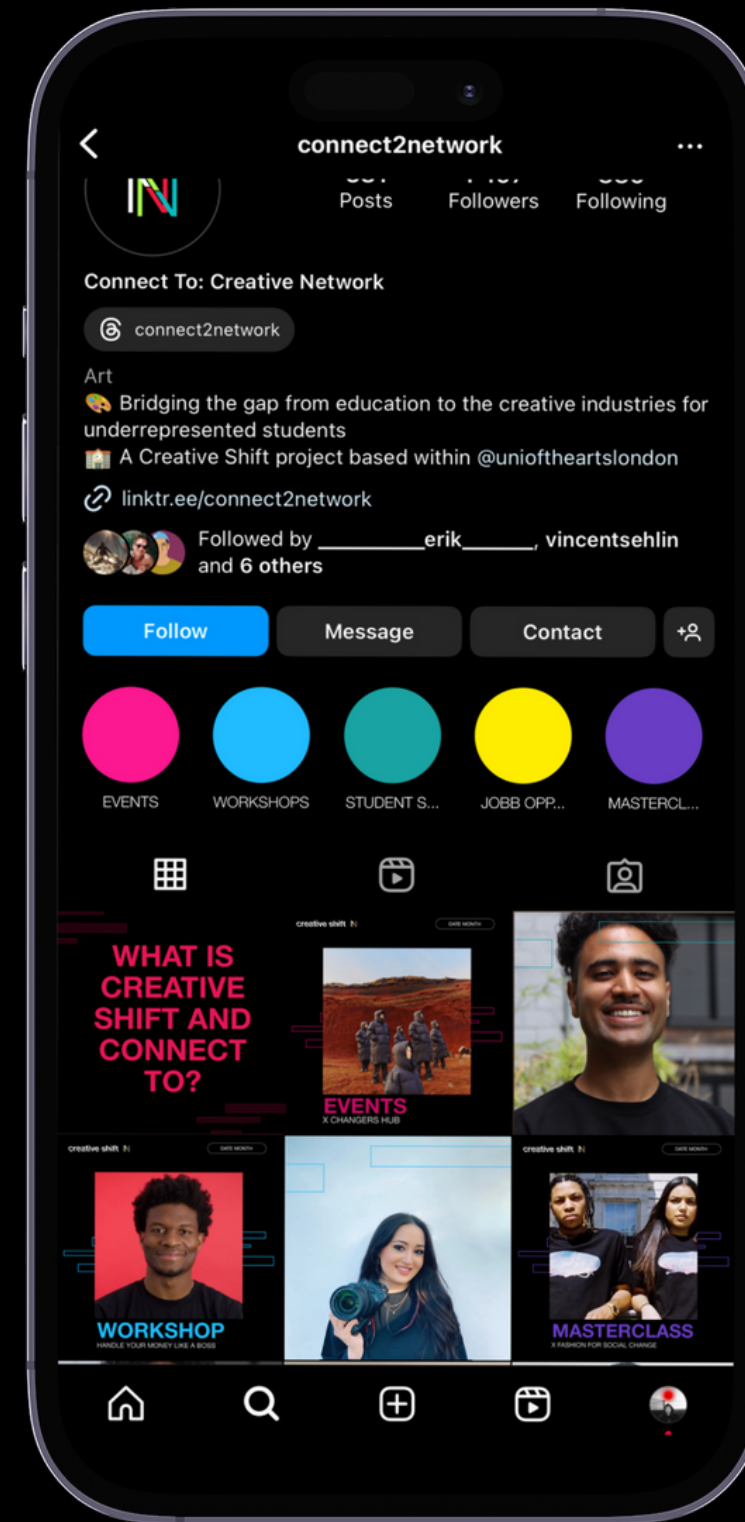 connect2network
Posts Followers Following
Connect To: Creative Network
connect2network
Art
Bridging the gap from education to the creative industries for
underrepresented students
A Creative Shift project based within @unioftheartslondon
linktr.ee/connect2network
Followed by _________erik______, vincentsehlin
and 6 others
Follow Message Contact
EVENTS WORKSHOPS STUDENT S... JOBB OPP... MASTERCL...
WHAT IS
CREATIVE
SHIFT AND
CONNECT
TO?
creative shift N DATE MONTH
EVENTS
X CHANGERS HUB
creative shift N DATE MONTH
WORKSHOP
HANDLE YOUR MONEY LIKE A BOSS
creative shift N DATE MONTH
MASTERCLASS
X FASHION FOR SOCIAL CHANGE